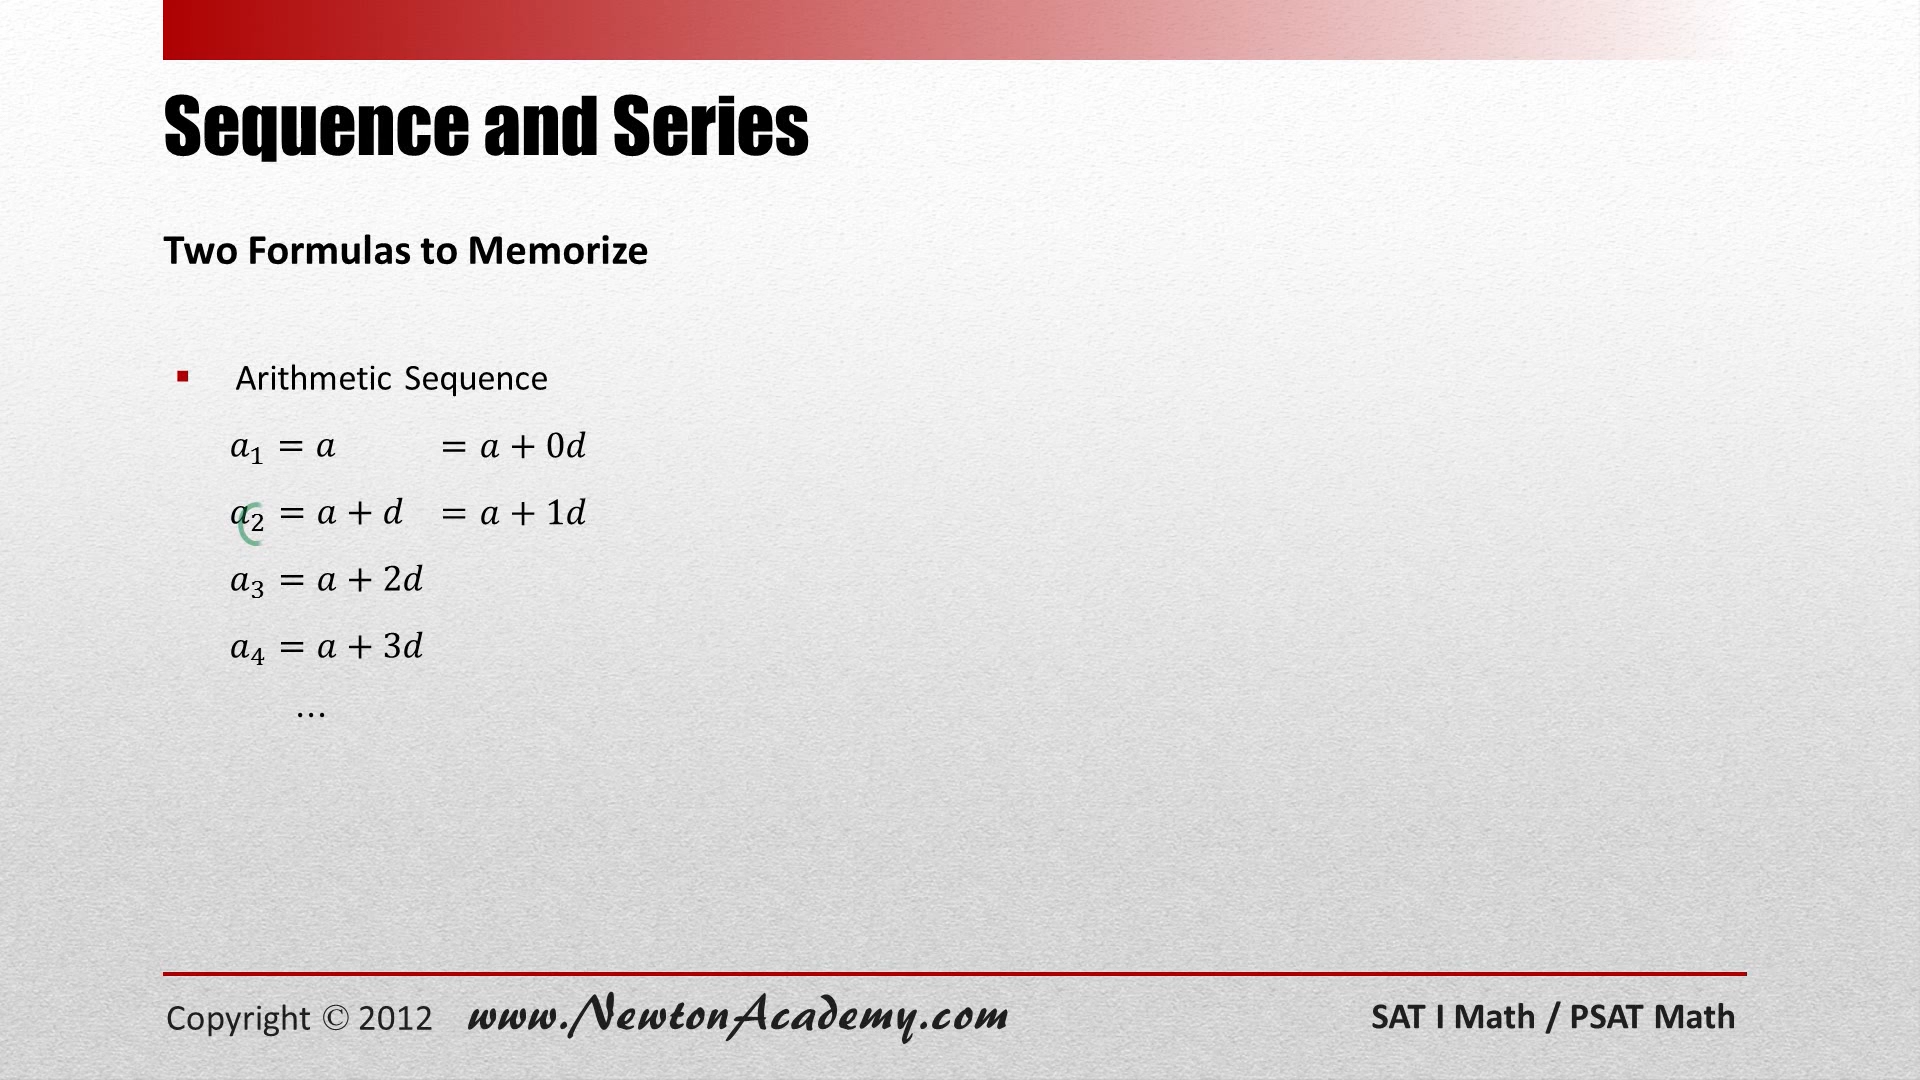 Sequence and Series
Two Formulas to Memorize
▪ Arithmetic Sequence
a₁ = a = a + 0d
a₂ = a + d = a + 1d
a₃ = a + 2d
a₄ = a + 3d
…
Copyright © 2012 www.NewtonAcademy.com SAT I Math / PSAT Math